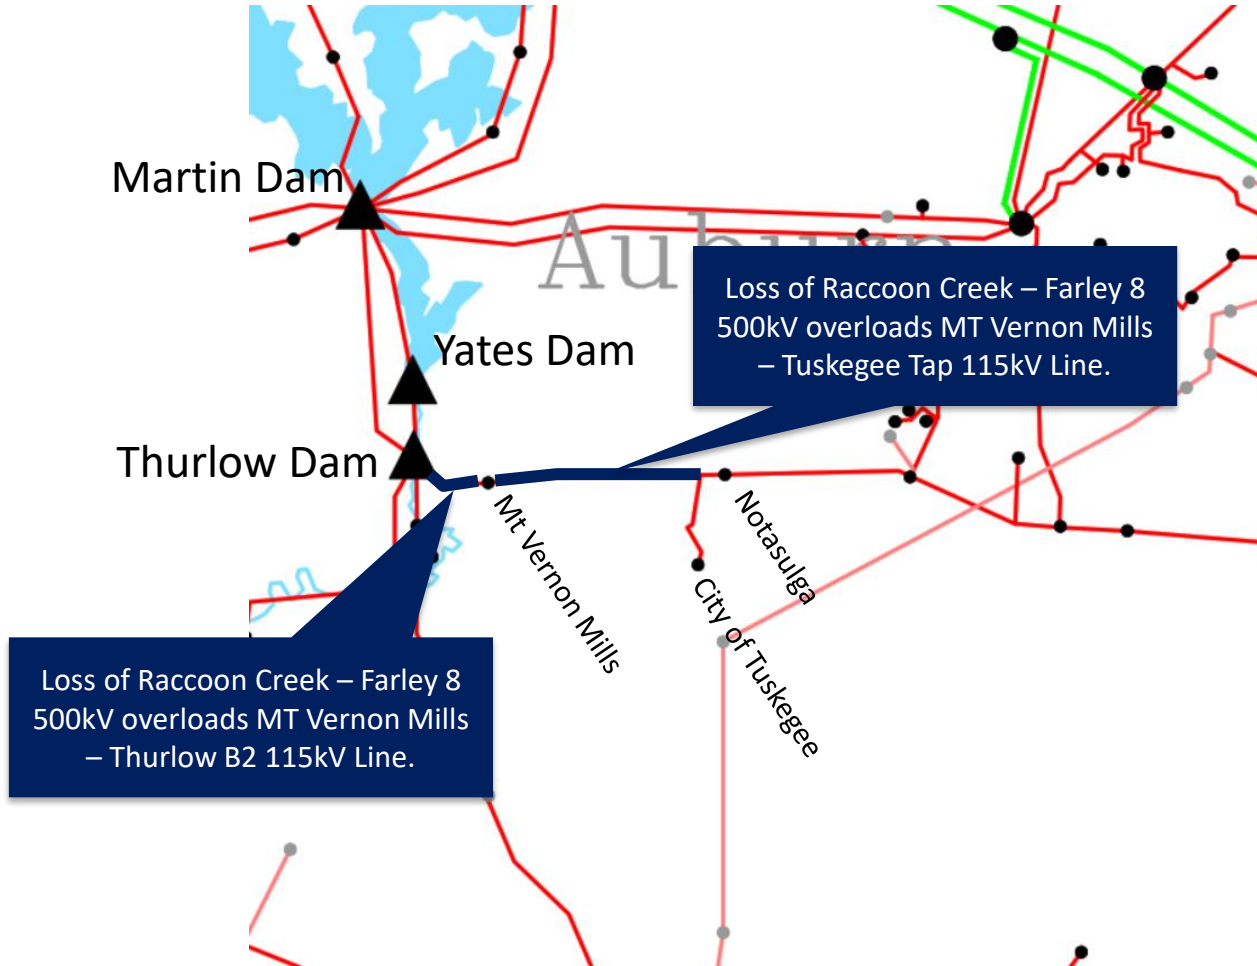 Martin Dam
Auburn
Loss of Raccoon Creek – Farley 8
500kV overloads MT Vernon Mills
– Tuskegee Tap 115kV Line.
Yates Dam
Thurlow Dam
Mt Vernon Mills
Notasulga
City of Tuskegee
Loss of Raccoon Creek – Farley 8
500kV overloads MT Vernon Mills
– Thurlow B2 115kV Line.